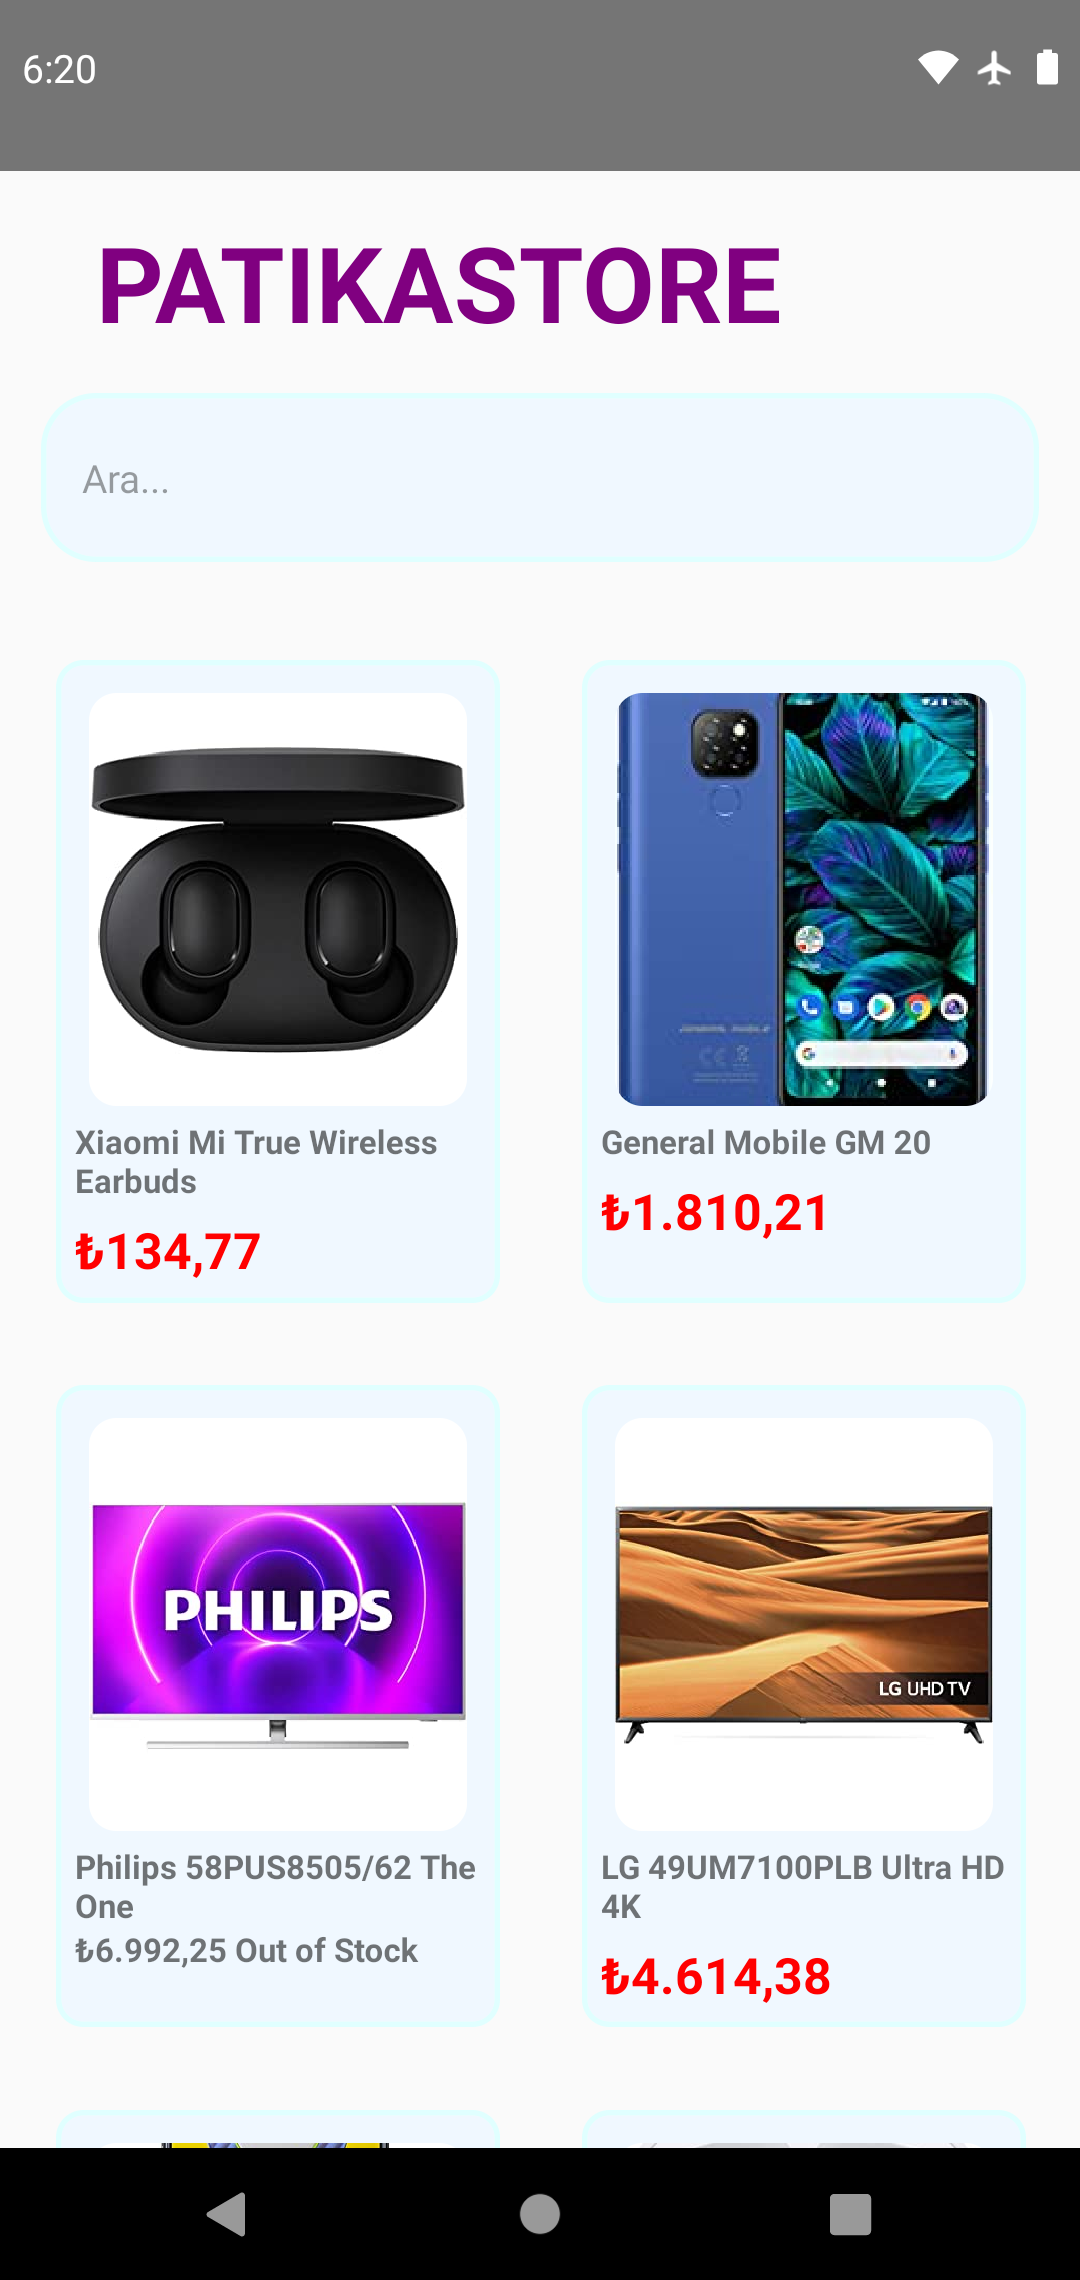 6:20
PATIKASTORE
Ara...
Xiaomi Mi True Wireless
Earbuds
₺134,77
General Mobile GM 20
₺1.810,21
PHILIPS
Philips 58PUS8505/62 The
One
₺6.992,25 Out of Stock
LG UHD TV
LG 49UM7100PLB Ultra HD
4K
₺4.614,38